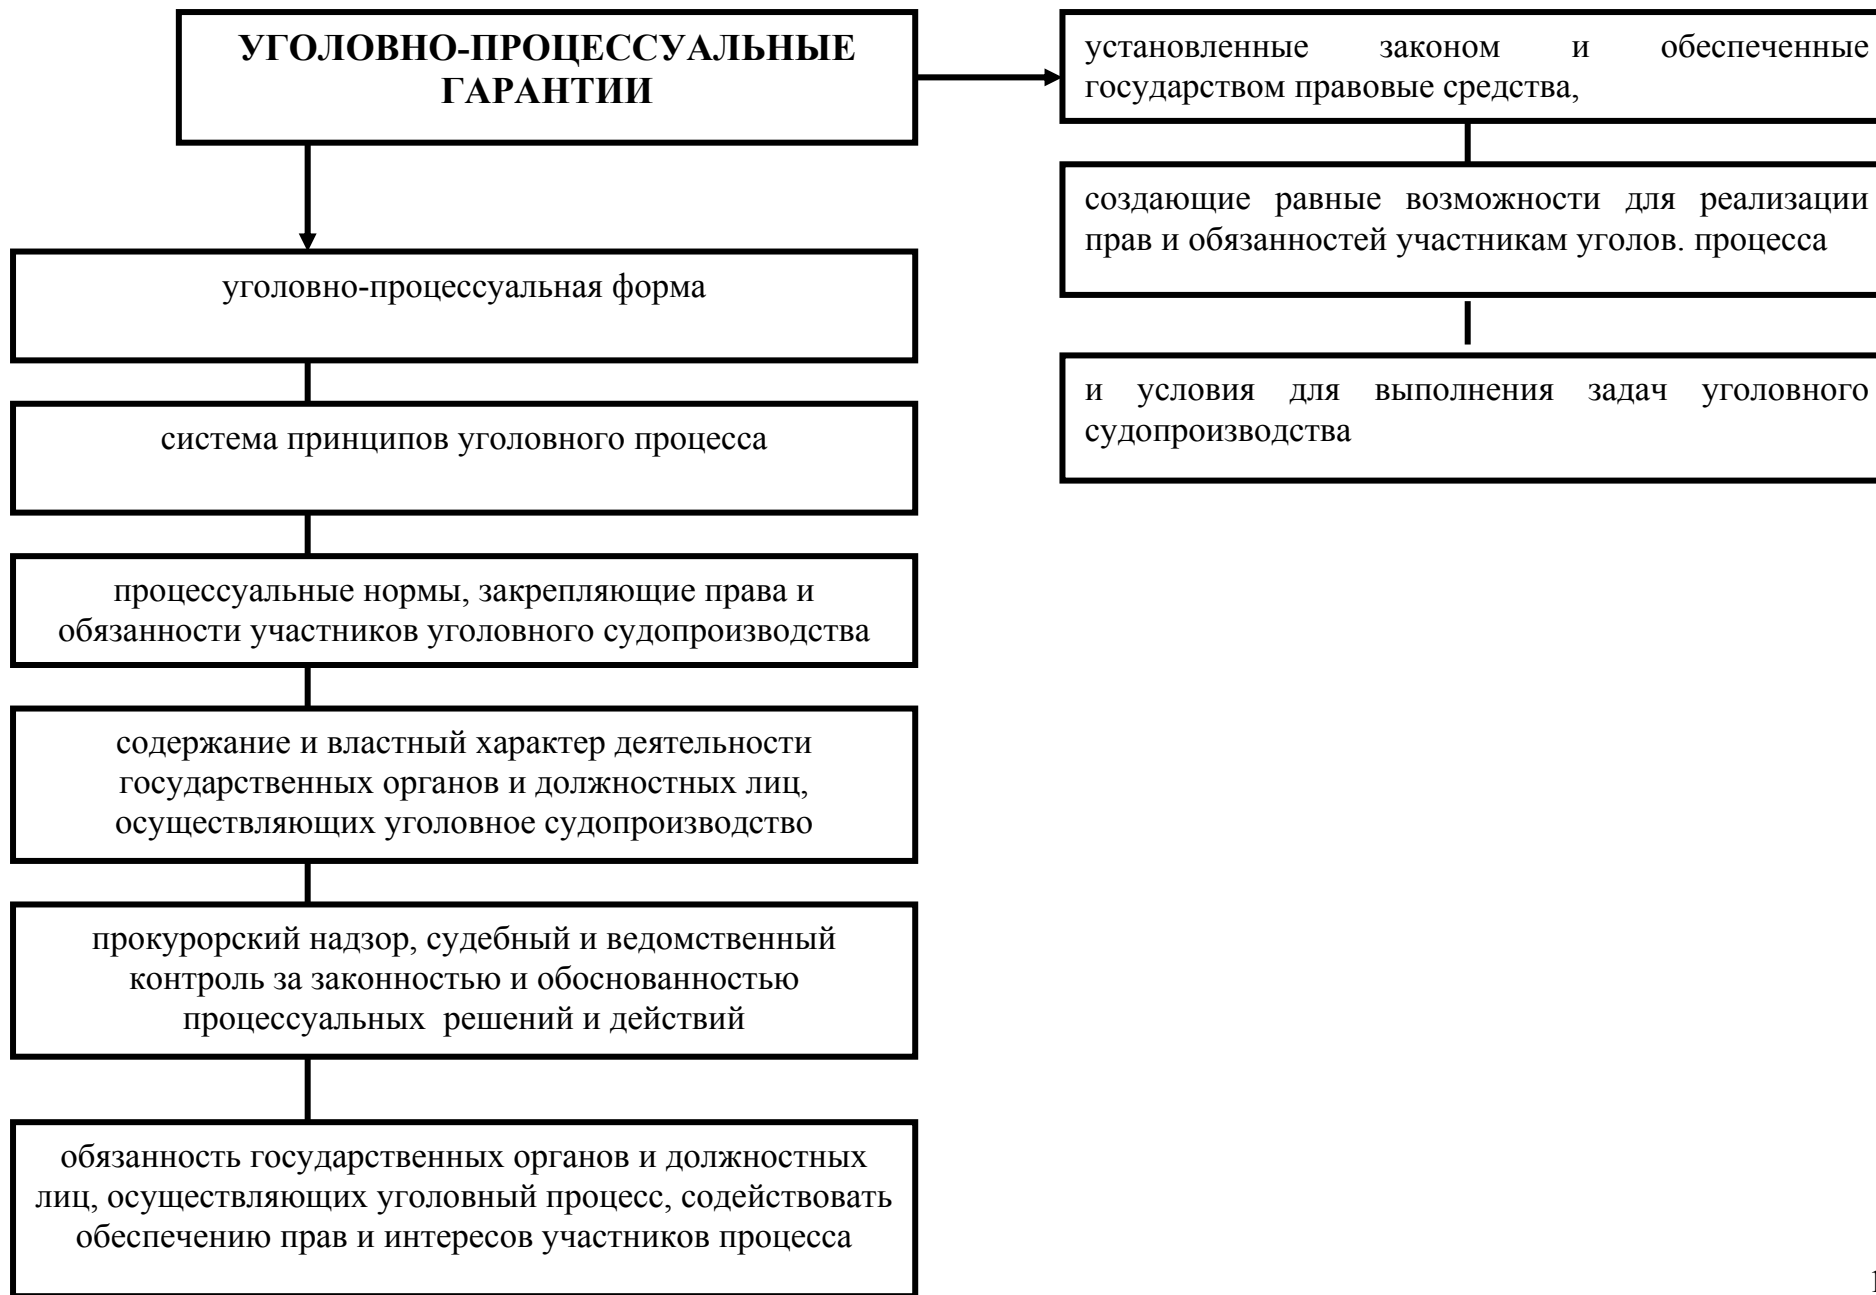 УГОЛОВНО-ПРОЦЕССУАЛЬНЫЕ
ГАРАНТИИ
уголовно-процессуальная форма
система принципов уголовного процесса
процессуальные нормы, закрепляющие права и
обязанности участников уголовного судопроизводства
содержание и властный характер деятельности
государственных органов и должностных лиц,
осуществляющих уголовное судопроизводство
прокурорский надзор, судебный и ведомственный
контроль за законностью и обоснованностью
процессуальных решений и действий
обязанность государственных органов и должностных
лиц, осуществляющих уголовный процесс, содействовать
обеспечению прав и интересов участников процесса
установленные законом и обеспеченные
государством правовые средства,
создающие равные возможности для реализации
прав и обязанностей участникам уголов. процесса
и условия для выполнения задач уголовного
судопроизводства